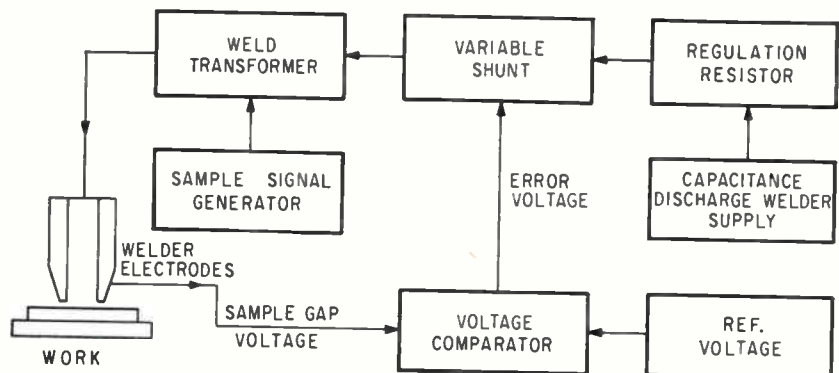 WELD
TRANSFORMER
VARIABLE
SHUNT
REGULATION
RESISTOR
SAMPLE SIGNAL
GENERATOR
ERROR
VOLTAGE
CAPACITANCE
DISCHARGE WELDER
SUPPLY
WELDER
ELECTRODES
SAMPLE GAP
VOLTAGE
VOLTAGE
COMPARATOR
REF.
VOLTAGE
WORK